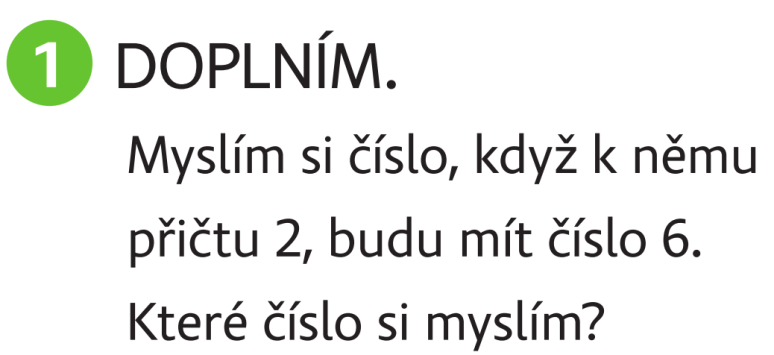 1 DOPLNÍM.
Myslím si číslo, když k němu
přičtu 2, budu mít číslo 6.
Které číslo si myslím?